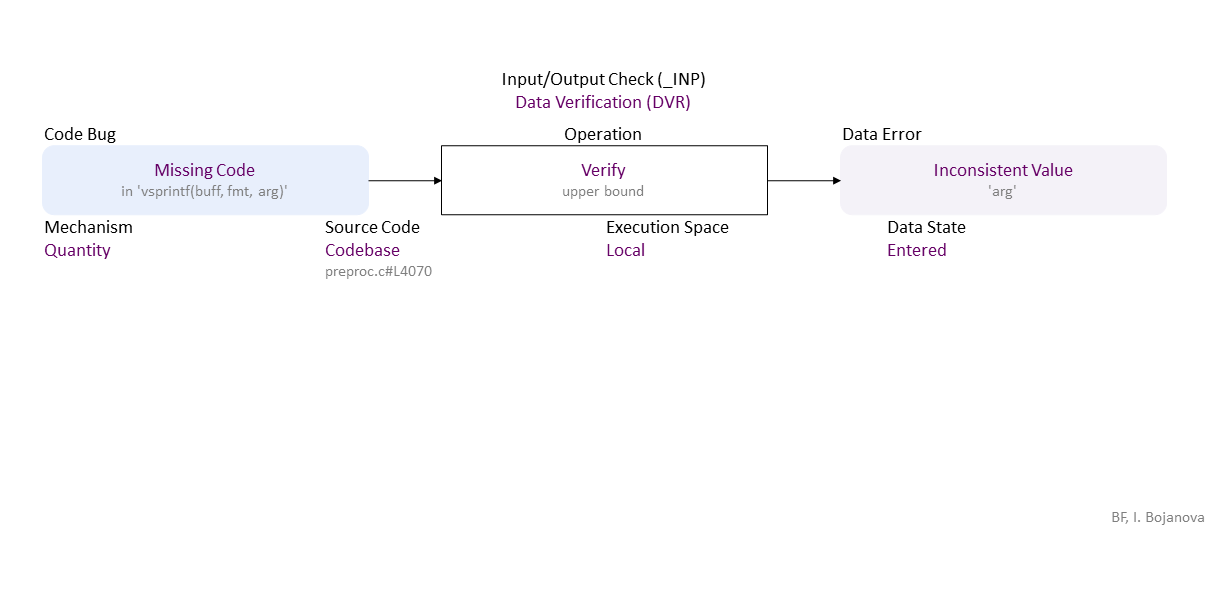 Input/Output Check (_INP)
Data Verification (DVR)
Code Bug
Operation
Data Error
Missing Code
in 'vsprintf(buff, fmt, arg)'
Verify
upper bound
Inconsistent Value
'arg'
Mechanism
Quantity
Source Code
Codebase
preproc.c#L4070
Execution Space
Local
Data State
Entered
BF, I. Bojanova